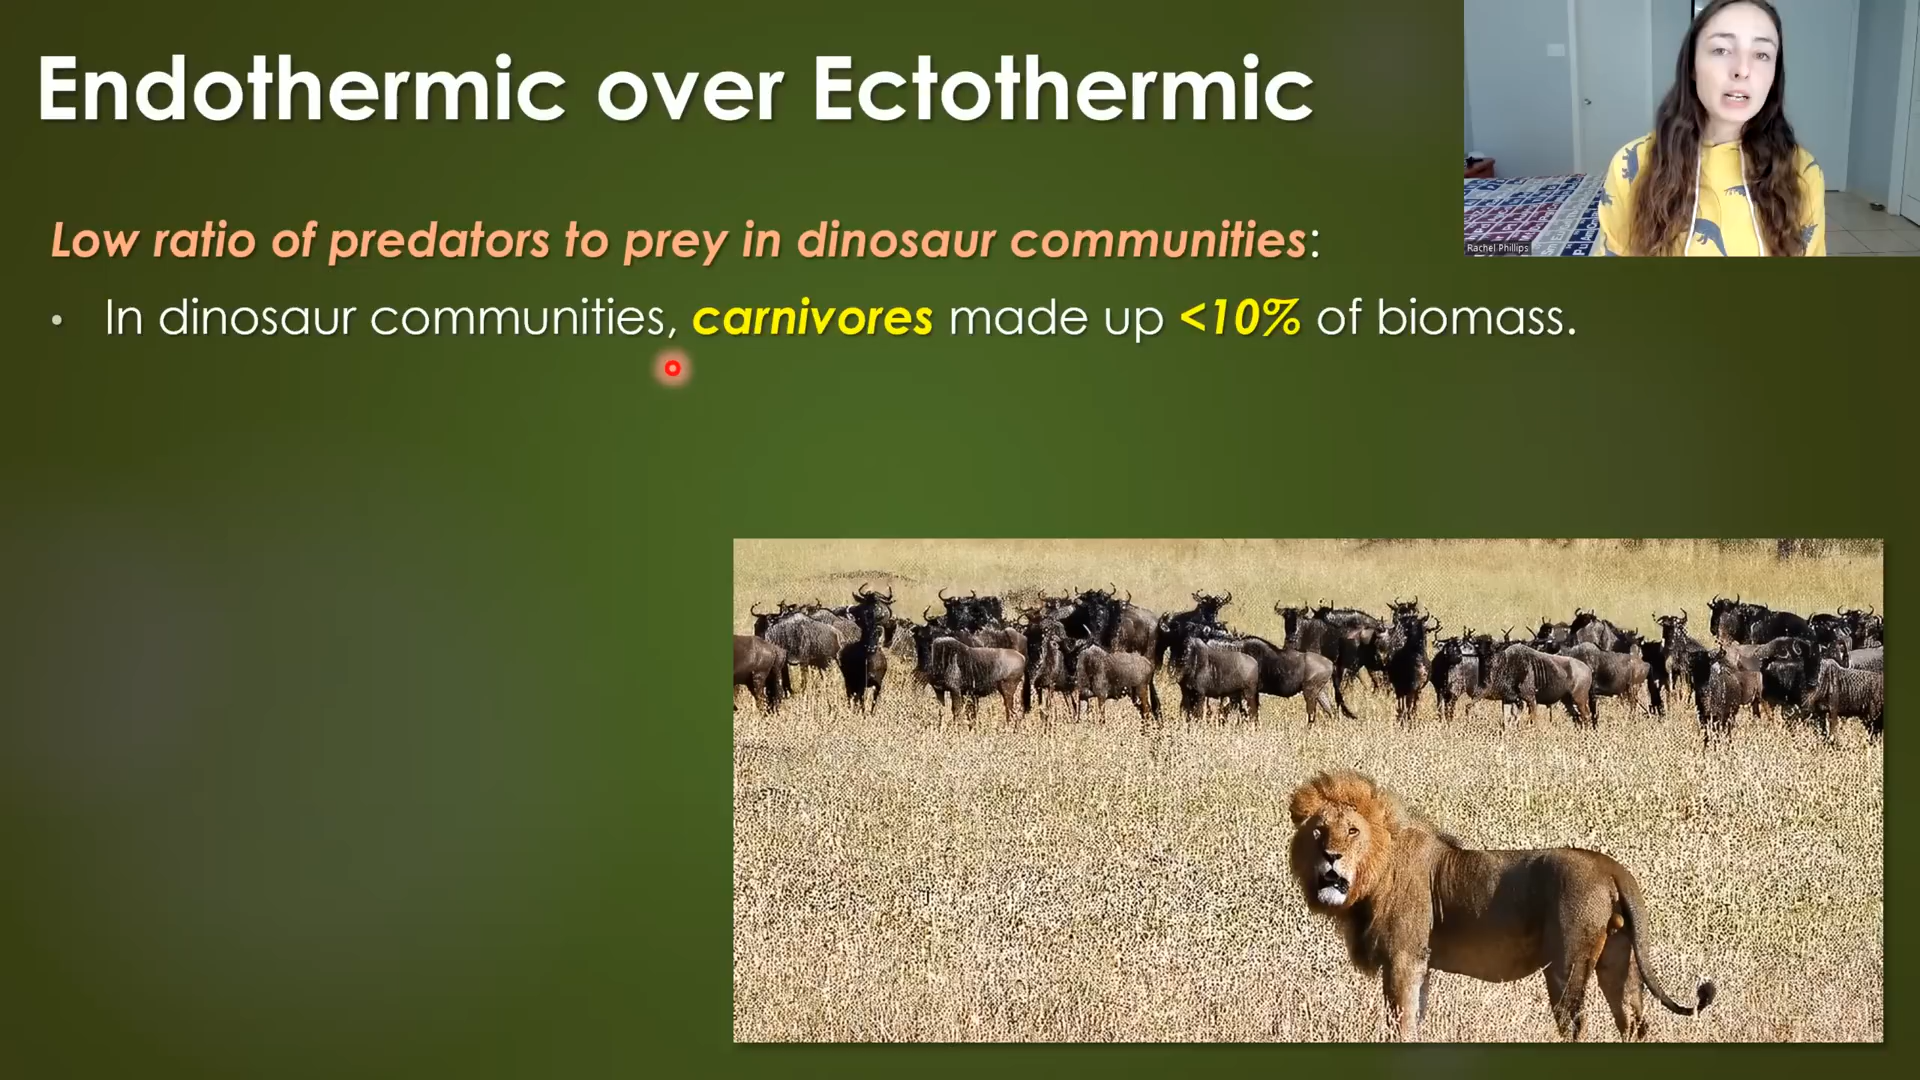 Endothermic over Ectothermic
Rachel Phillips
Low ratio of predators to prey in dinosaur communities:
• In dinosaur communities, carnivores made up <10% of biomass.